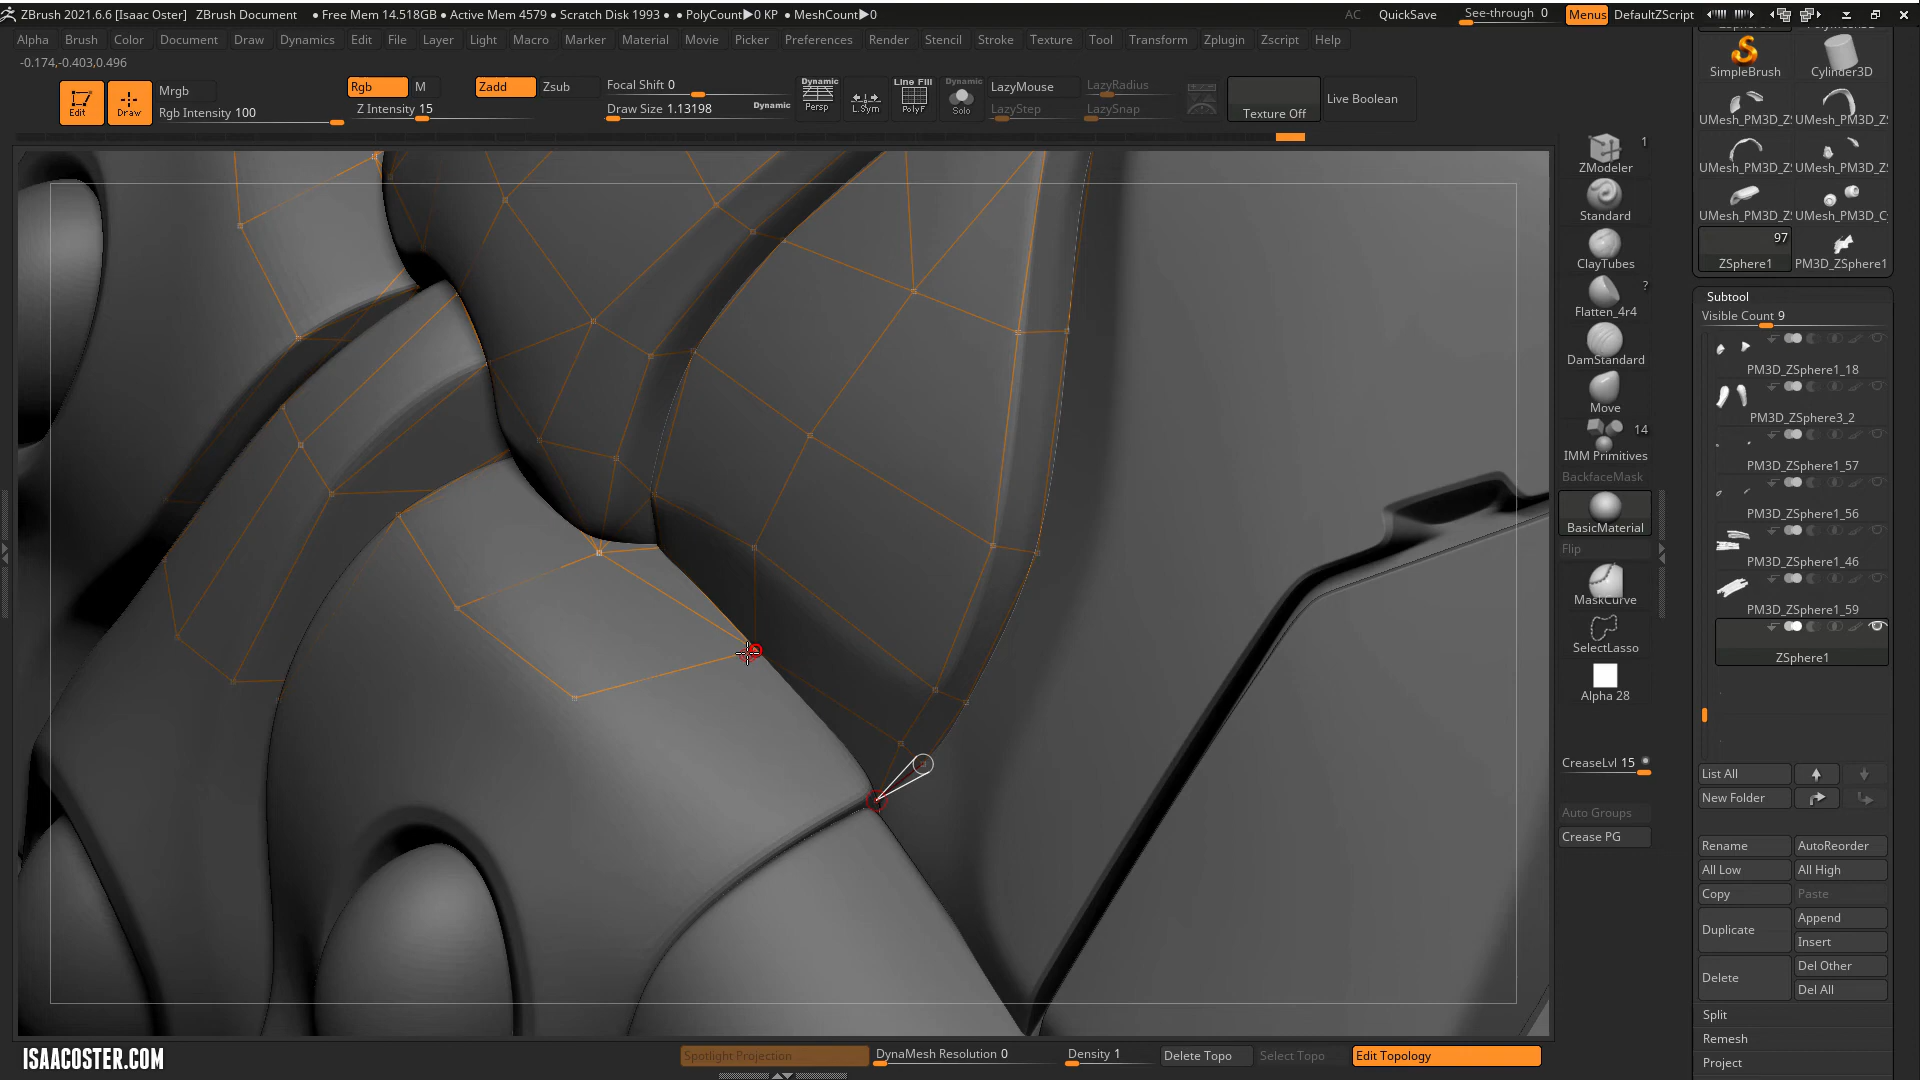 ZBrush 2021.6.6 [Isaac Oster] ZBrush Document ● Free Mem 14.518GB ● Active Mem 4579 ● Scratch Disk 1993 ● PolyCount▶0 KP ● MeshCount▶0 AC QuickSave See-through 0 Menus DefaultZScript
Alpha Brush Color Document Draw Dynamics Edit File Layer Light Macro Marker Material Movie Picker Preferences Render Stencil Stroke Texture Tool Transform Zplugin Zscript Help
-0.174,-0.403,0.496
Edit Draw
Mrgb
Rgb Intensity 100
Rgb M
Z Intensity 15
Zadd Zsub
Focal Shift 0
Draw Size 1.13198 Dynamic
Dynamic
Persp
L.Sym
Line Fill
PolyF
Dynamic
Solo
LazyMouse LazyRadius
LazyStep LazySnap
Texture Off
Live Boolean
1
ZModeler
Standard
ClayTubes
?
Flatten_4r4
DamStandard
Move
14
IMM Primitives
BackfaceMask
BasicMaterial
Flip
MaskCurve
SelectLasso
Alpha 28
CreaseLvl 15
Auto Groups
Crease PG
SimpleBrush Cylinder3D
UMesh_PM3D_Z UMesh_PM3D_Z
UMesh_PM3D_Z UMesh_PM3D_Z
UMesh_PM3D_Z UMesh_PM3D_C
97
ZSphere1 PM3D_ZSphere1
Subtool
Visible Count 9
PM3D_ZSphere1_18
PM3D_ZSphere3_2
PM3D_ZSphere1_57
PM3D_ZSphere1_56
PM3D_ZSphere1_46
PM3D_ZSphere1_59
ZSphere1
List All
New Folder
Rename AutoReorder
All Low All High
Copy Paste
Duplicate Append
Insert
Delete Del Other
Del All
Split
Remesh
Project
ISAACOSTER.COM
Spotlight Projection DynaMesh Resolution 0 Density 1 Delete Topo Select Topo Edit Topology